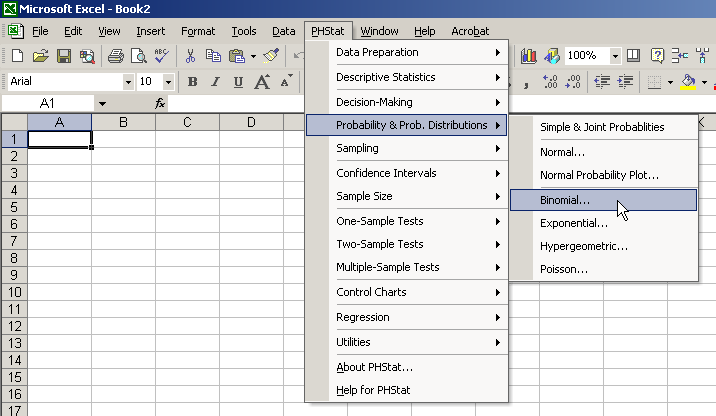 Microsoft Excel - Book2
File Edit View Insert Format Tools Data PHStat Window Help Acrobat
100%
Arial 10 B I U A A , .00 .00
A1 fx
A B C D K
1
2
3
4
5
6
7
8
9
10
11
12
13
14
15
16
17
Data Preparation
Descriptive Statistics
Decision-Making
Probability & Prob. Distributions
Sampling
Confidence Intervals
Sample Size
One-Sample Tests
Two-Sample Tests
Multiple-Sample Tests
Control Charts
Regression
Utilities
About PHStat...
Help for PHStat
Simple & Joint Probablities
Normal...
Normal Probability Plot...
Binomial...
Exponential...
Hypergeometric...
Poisson...